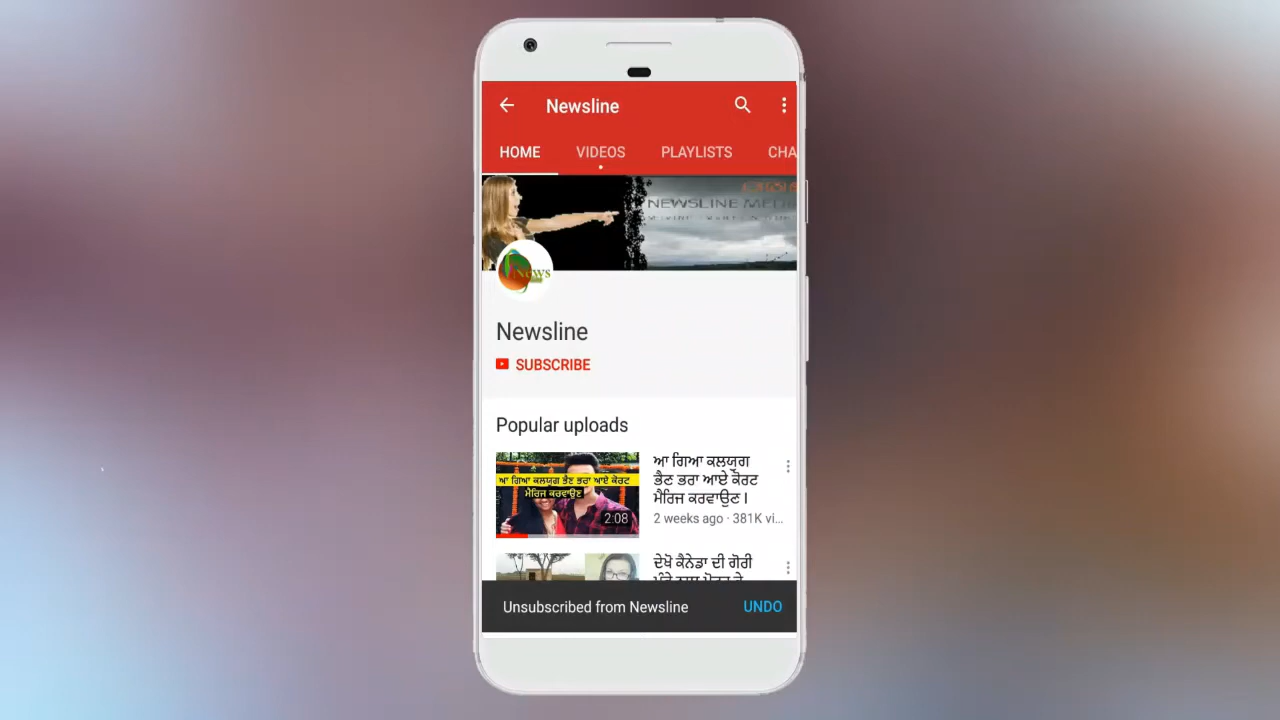 Newsline
HOME VIDEOS PLAYLISTS CHA
NEWSLINE MEDI
News
Newsline
SUBSCRIBE
Popular uploads
ਆ ਗਿਆ ਕਲਯੁਗ ਭੈਣ ਭਰਾ ਆਏ ਕੋਰਟ
ਮੈਰਿਜ ਕਰਵਾਉਣ
2:08
ਆ ਗਿਆ ਕਲਯੁਗ
ਭੈਣ ਭਰਾ ਆਏ ਕੋਰਟ
ਮੈਰਿਜ ਕਰਵਾਉਣ ।
2 weeks ago · 381K vi...
ਦੇਖੋ ਕੈਨੇਡਾ ਦੀ ਗੋਰੀ
Unsubscribed from Newsline UNDO